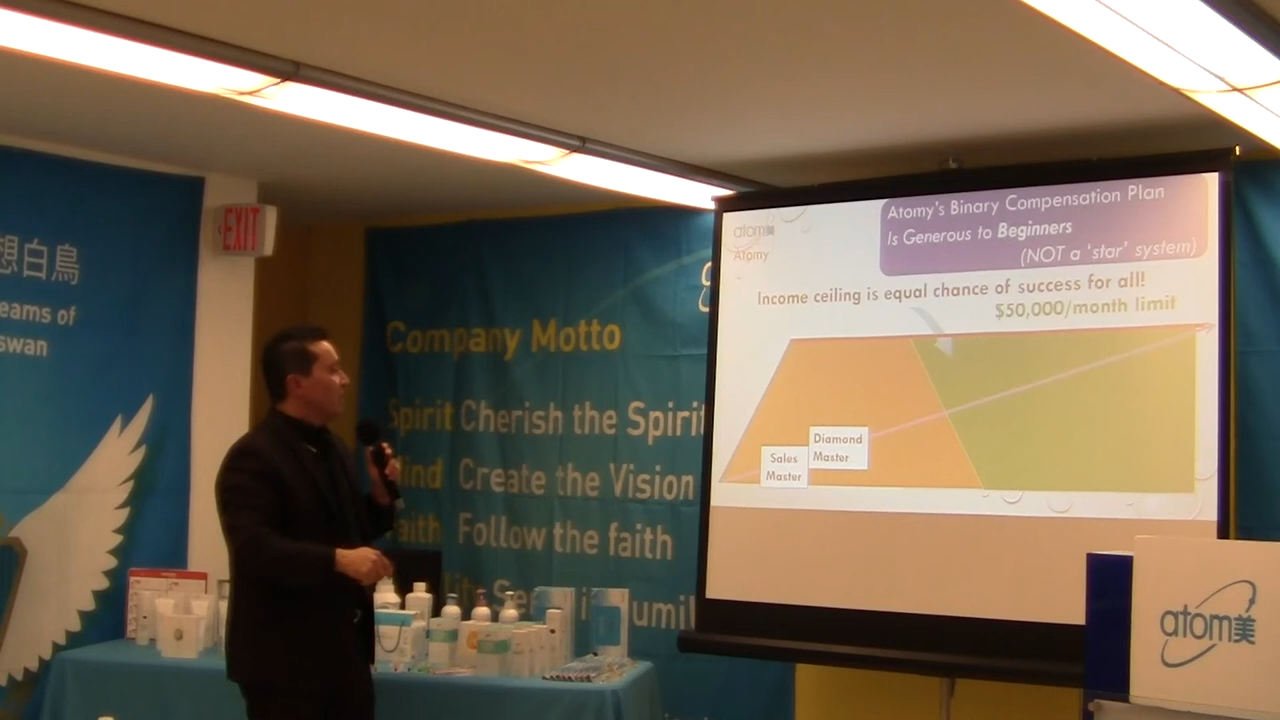 想白鳥
eams of
swan
EXIT
Company Motto
Spirit Cherish the Spirit
Mind Create the Vision
Faith Follow the faith
atom美
Atomy
Atomy's Binary Compensation Plan
Is Generous to Beginners
(NOT a 'star' system)
Income ceiling is equal chance of success for all!
$50,000/month limit
Diamond
Master
Sales
Master
atom美